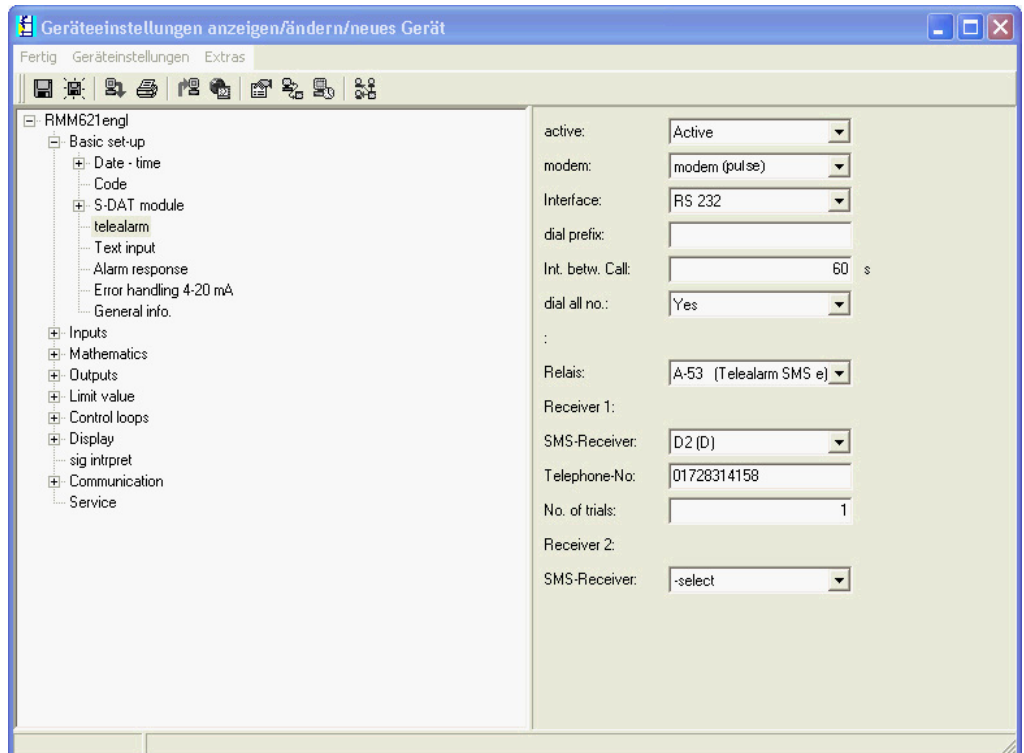 Geräteeinstellungen anzeigen/ändern/neues Gerät
Fertig Geräteinstellungen Extras
RMM621engl
Basic set-up
Date - time
Code
S-DAT module
telealarm
Text input
Alarm response
Error handling 4-20 mA
General info.
Inputs
Mathematics
Outputs
Limit value
Control loops
Display
sig intrpret
Communication
Service
active: Active
modem: modem (pulse)
Interface: RS 232
dial prefix:
Int. betw. Call: 60 s
dial all no.: Yes
:
Relais: A-53 (Telealarm SMS e)
Receiver 1:
SMS-Receiver: D2 (D)
Telephone-No: 01728314158
No. of trials: 1
Receiver 2:
SMS-Receiver: -select